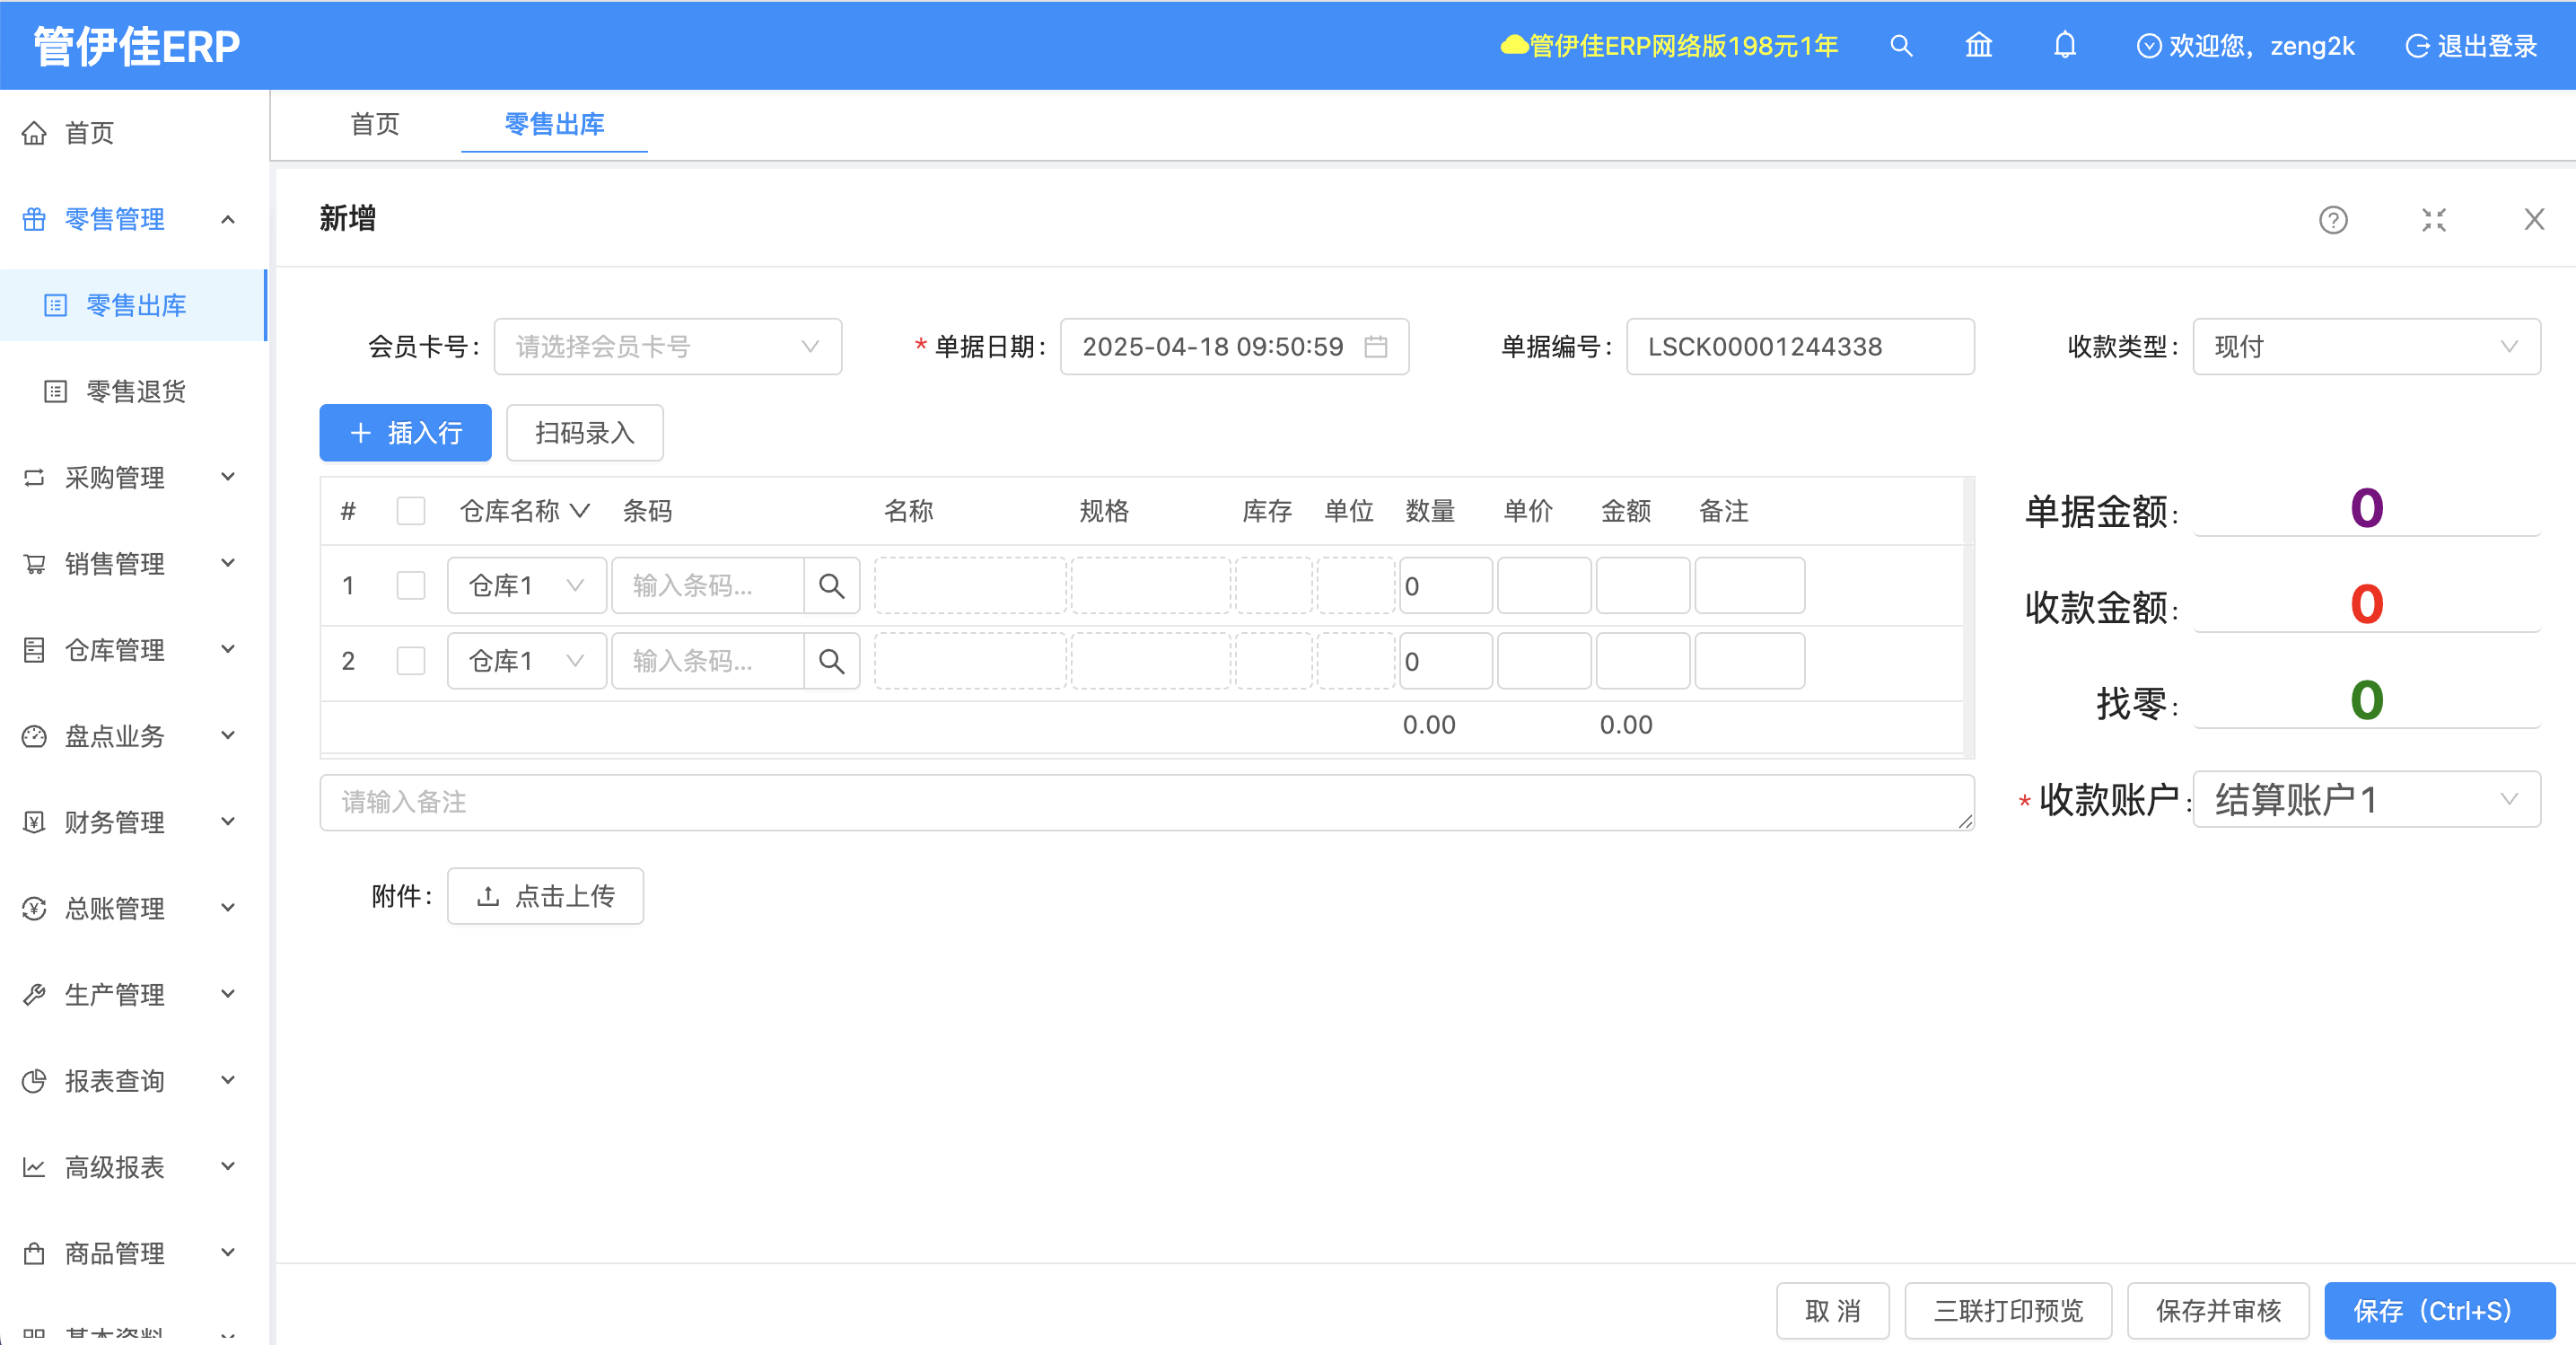 管伊佳ERP
管伊佳ERP网络版198元1年
欢迎您，zeng2k
退出登录
首页
零售管理
零售出库
零售退货
采购管理
销售管理
仓库管理
盘点业务
财务管理
总账管理
生产管理
报表查询
高级报表
商品管理
基本资料
首页 零售出库
新增
会员卡号： 请选择会员卡号 * 单据日期： 2025-04-18 09:50:59 单据编号： LSCK00001244338 收款类型： 现付
+ 插入行 扫码录入
# 仓库名称 条码 名称 规格 库存 单位 数量 单价 金额 备注
1 仓库1 输入条码... 0
2 仓库1 输入条码... 0
0.00 0.00
请输入备注
附件： 点击上传
单据金额: 0
收款金额: 0
找零: 0
* 收款账户: 结算账户1
取 消 三联打印预览 保存并审核 保存（Ctrl+S）